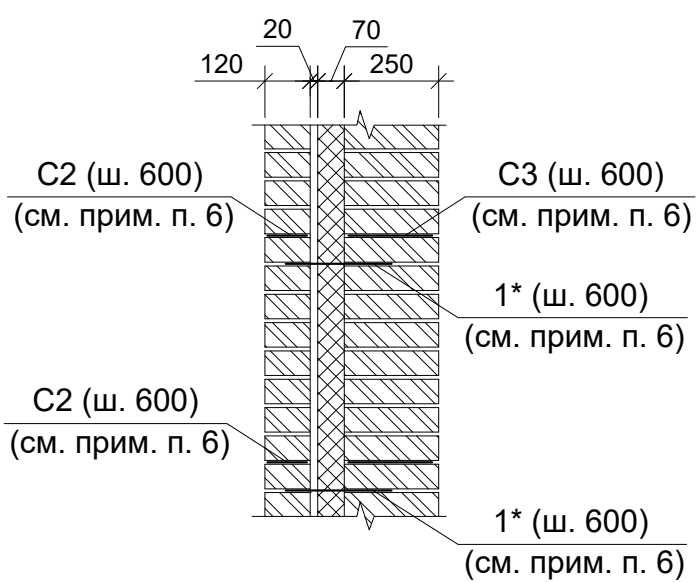 20 70
120 250
С2 (ш. 600)
(см. прим. п. 6)
С3 (ш. 600)
(см. прим. п. 6)
1* (ш. 600)
(см. прим. п. 6)
С2 (ш. 600)
(см. прим. п. 6)
1* (ш. 600)
(см. прим. п. 6)